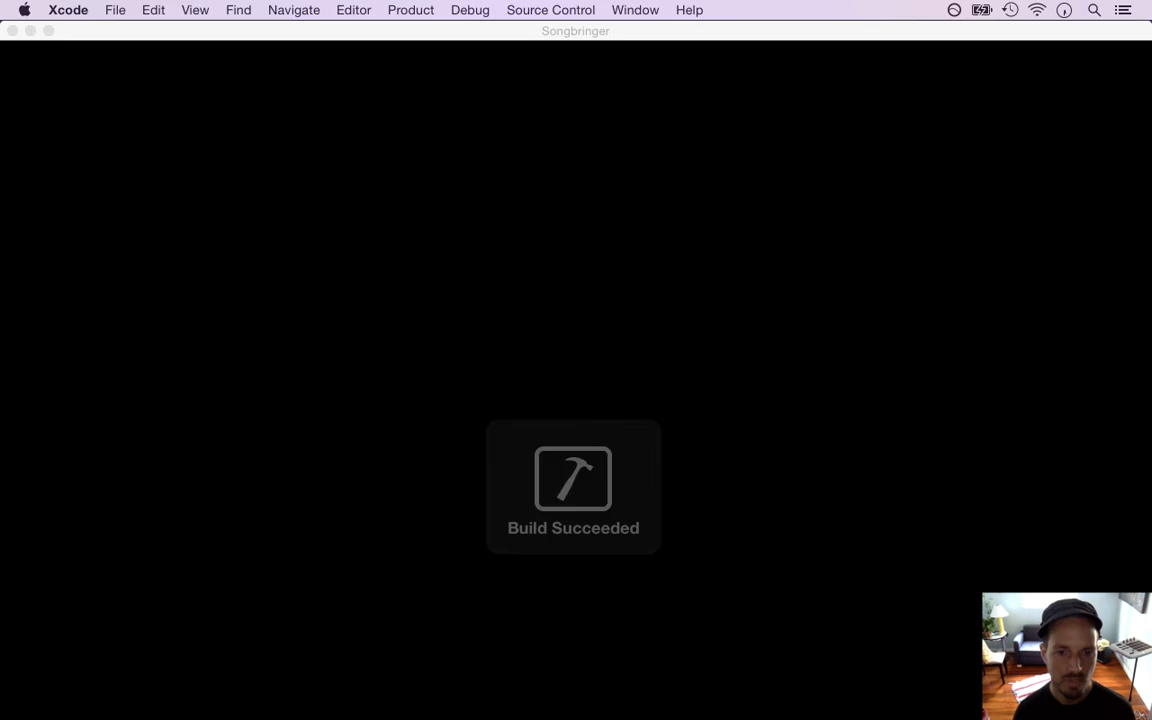 Xcode File Edit View Find Navigate Editor Product Debug Source Control Window Help
Songbringer
Build Succeeded